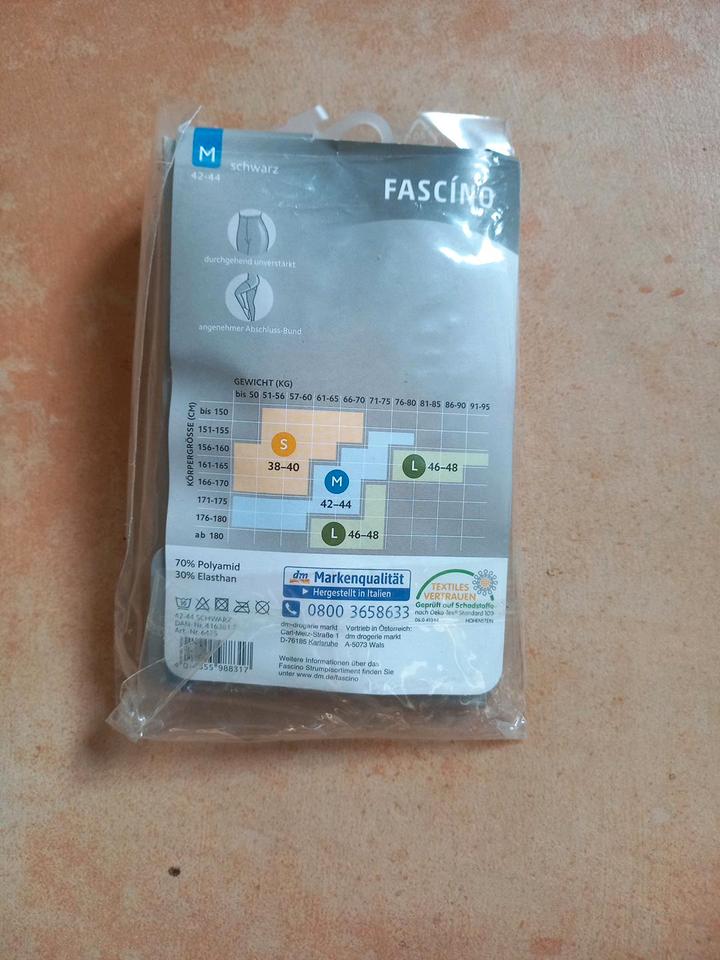 M
schwarz
42-44
FASCÍNO
durchgehend unverstärkt
angenehmer Abschluss-Bund
GEWICHT (KG)
bis 50 51-56 57-60 61-65 66-70 71-75 76-80 81-85 86-90 91-95
KÖRPERGRÖSSE (CM)
bis 150
151-155
156-160
161-165
166-170
171-175
176-180
ab 180
S
38–40
M
42–44
L 46–48
L 46–48
70% Polyamid
30% Elasthan
dm Markenqualität
Hergestellt in Italien
0800 3658633
TEXTILES
VERTRAUEN
Geprüft auf Schadstoffe
nach Oeko-Tex® Standard 100
HOHENSTEIN
42-44 SCHWARZ
Art.-Nr.
dm-drogerie markt
Carl-Metz-Straße 1
D-76185 Karlsruhe
Vertrieb in Österreich:
dm drogerie markt
A-5073 Wals
988317
Weitere Informationen über das
Fascino Strumpfsortiment finden Sie
unter www.dm.de/fascino